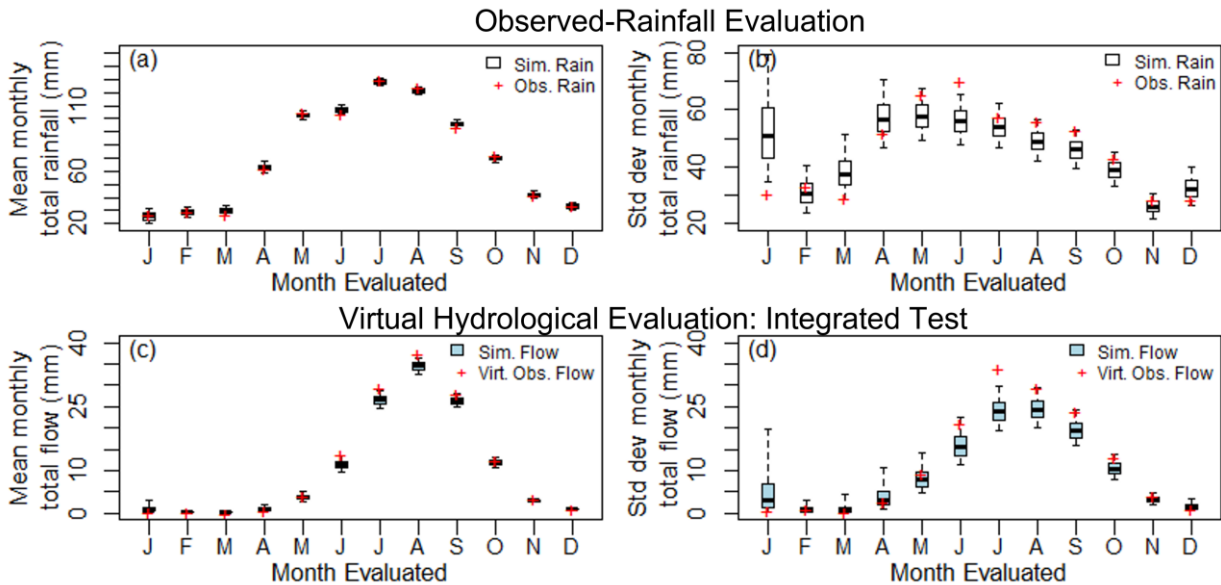 Observed-Rainfall Evaluation
(a)
Sim. Rain
Obs. Rain
Mean monthly
total rainfall (mm)
20 60 110
J F M A M J J A S O N D
Month Evaluated
(b)
Sim. Rain
Obs. Rain
Std dev monthly
total rainfall (mm)
20 40 60 80
J F M A M J J A S O N D
Month Evaluated
Virtual Hydrological Evaluation: Integrated Test
(c)
Sim. Flow
Virt. Obs. Flow
Mean monthly
total flow (mm)
0 10 25 40
J F M A M J J A S O N D
Month Evaluated
(d)
Sim. Flow
Virt. Obs. Flow
Std dev monthly
total flow (mm)
0 10 25 40
J F M A M J J A S O N D
Month Evaluated